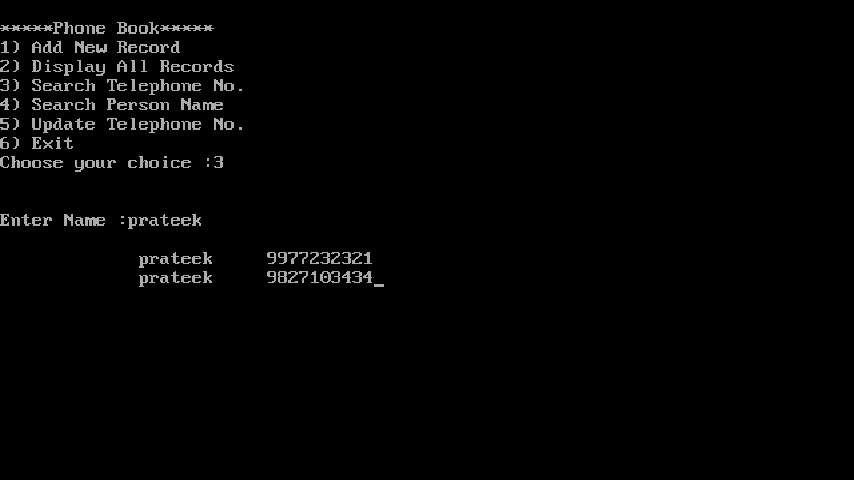 *****Phone Book*****
1) Add New Record
2) Display All Records
3) Search Telephone No.
4) Search Person Name
5) Update Telephone No.
6) Exit
Choose your choice :3
Enter Name :prateek
prateek 9977232321
prateek 9827103434_